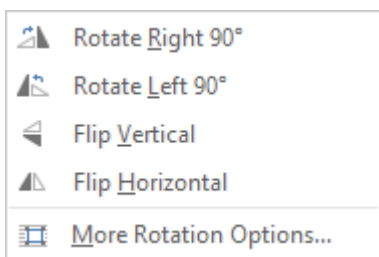 Rotate Right 90°
Rotate Left 90°
Flip Vertical
Flip Horizontal
More Rotation Options...